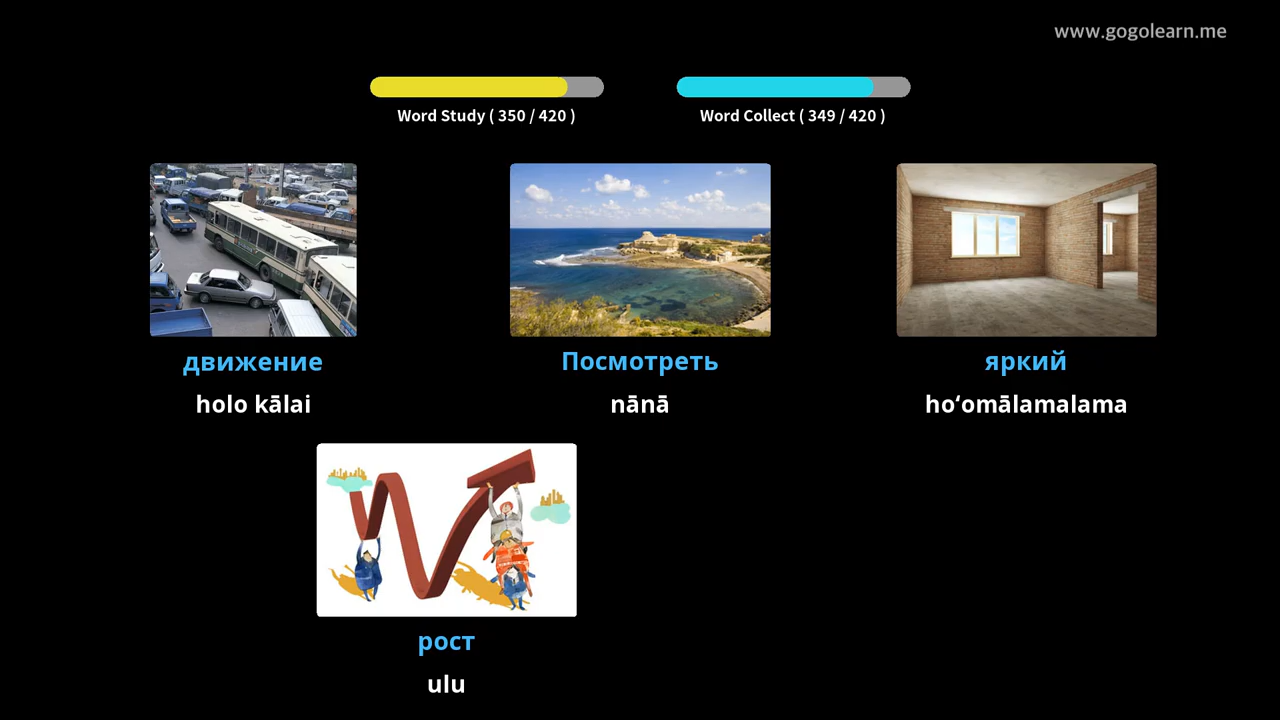 www.gogolearn.me
Word Study ( 350 / 420 )
Word Collect ( 349 / 420 )
движение
holo kālai
Посмотреть
nānā
яркий
hoʻomālamalama
рост
ulu